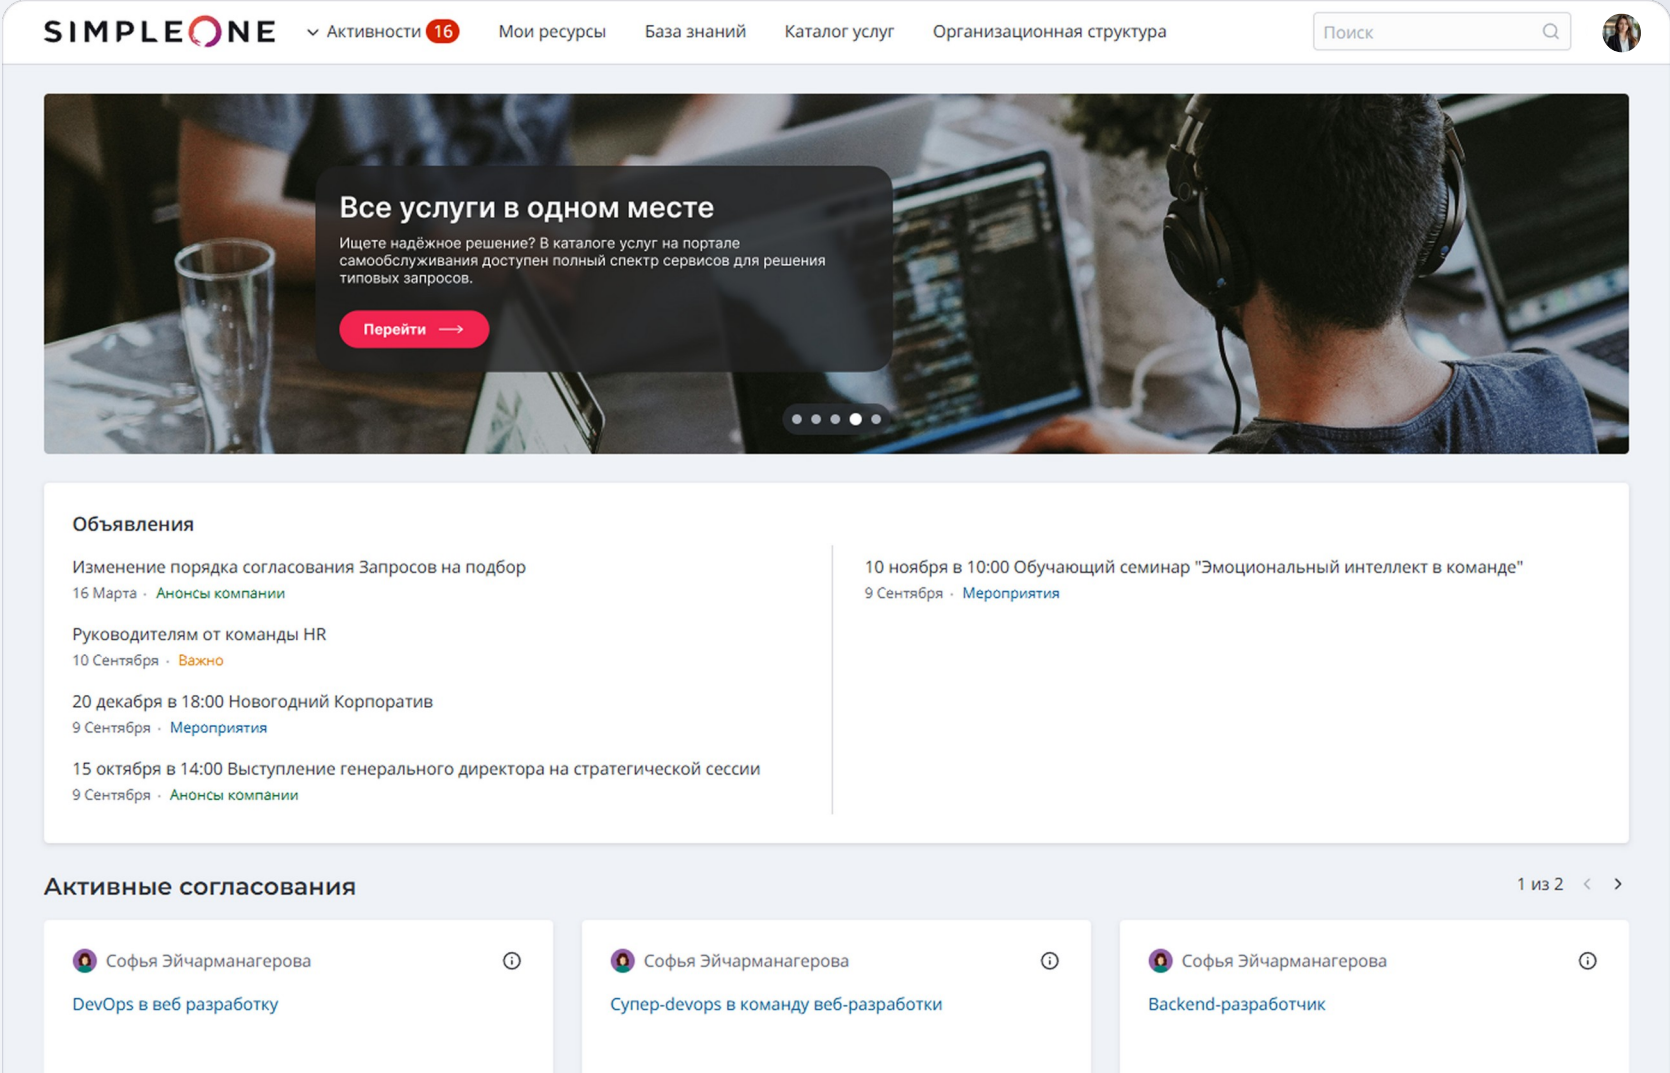 SIMPLEONE
Активности 16
Мои ресурсы
База знаний
Каталог услуг
Организационная структура
Поиск
Все услуги в одном месте
Ищете надёжное решение? В каталоге услуг на портале
самообслуживания доступен полный спектр сервисов для решения
типовых запросов.
Перейти
Объявления
Изменение порядка согласования Запросов на подбор
16 Марта · Анонсы компании
Руководителям от команды HR
10 Сентября · Важно
20 декабря в 18:00 Новогодний Корпоратив
9 Сентября · Мероприятия
15 октября в 14:00 Выступление генерального директора на стратегической сессии
9 Сентября · Анонсы компании
10 ноября в 10:00 Обучающий семинар "Эмоциональный интеллект в команде"
9 Сентября · Мероприятия
Активные согласования
1 из 2
Софья Эйчарманагерова
DevOps в веб разработку
Софья Эйчарманагерова
Супер-devops в команду веб-разработки
Софья Эйчарманагерова
Backend-разработчик